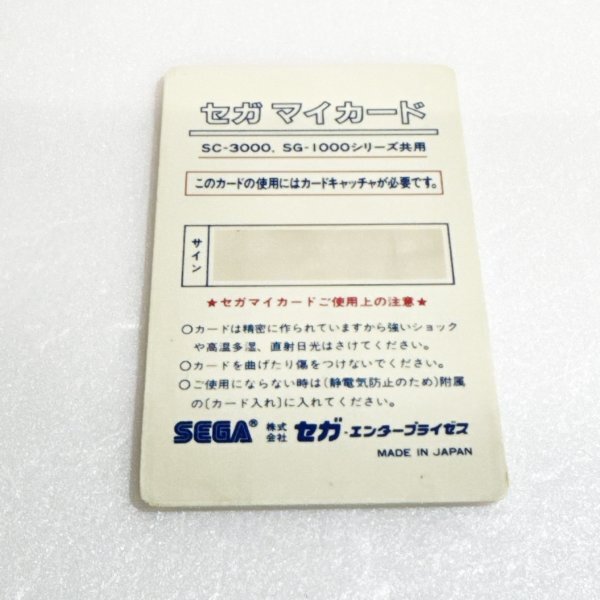 セガ マイカード
SC-3000, SG-1000シリーズ共用
このカードの使用にはカードキャッチャが必要です。
サイン
★セガマイカードご使用上の注意★
○カードは精密に作られていますから強いショック
や高温多湿、直射日光はさけてください。
○カードを曲げたり傷をつけないでください。
○ご使用にならない時は(静電気防止のため)附属
の〔カード入れ〕に入れてください。
SEGA® 株式会社 セガ・エンタープライゼス
MADE IN JAPAN